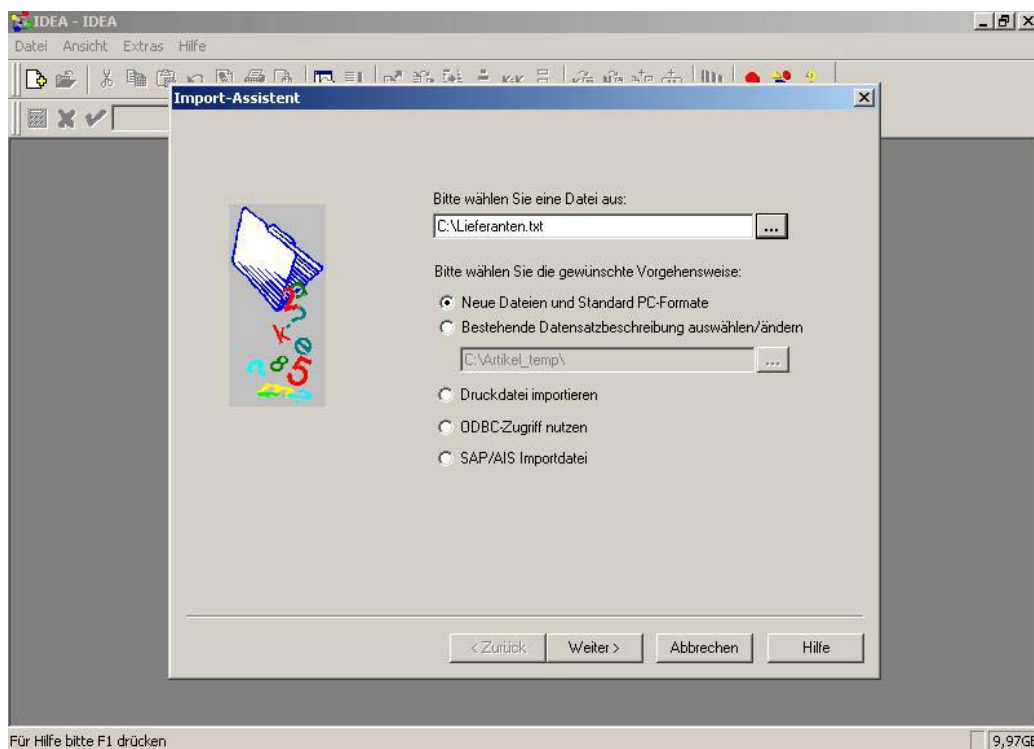 IDEA - IDEA
Datei Ansicht Extras Hilfe
Import-Assistent
Bitte wählen Sie eine Datei aus:
C:\Lieferanten.txt
...
Bitte wählen Sie die gewünschte Vorgehensweise:
Neue Dateien und Standard PC-Formate
Bestehende Datensatzbeschreibung auswählen/ändern
C:\Artikel_temp\
...
Druckdatei importieren
ODBC-Zugriff nutzen
SAP/AIS Importdatei
< Zurück Weiter > Abbrechen Hilfe
Für Hilfe bitte F1 drücken
9,97GB